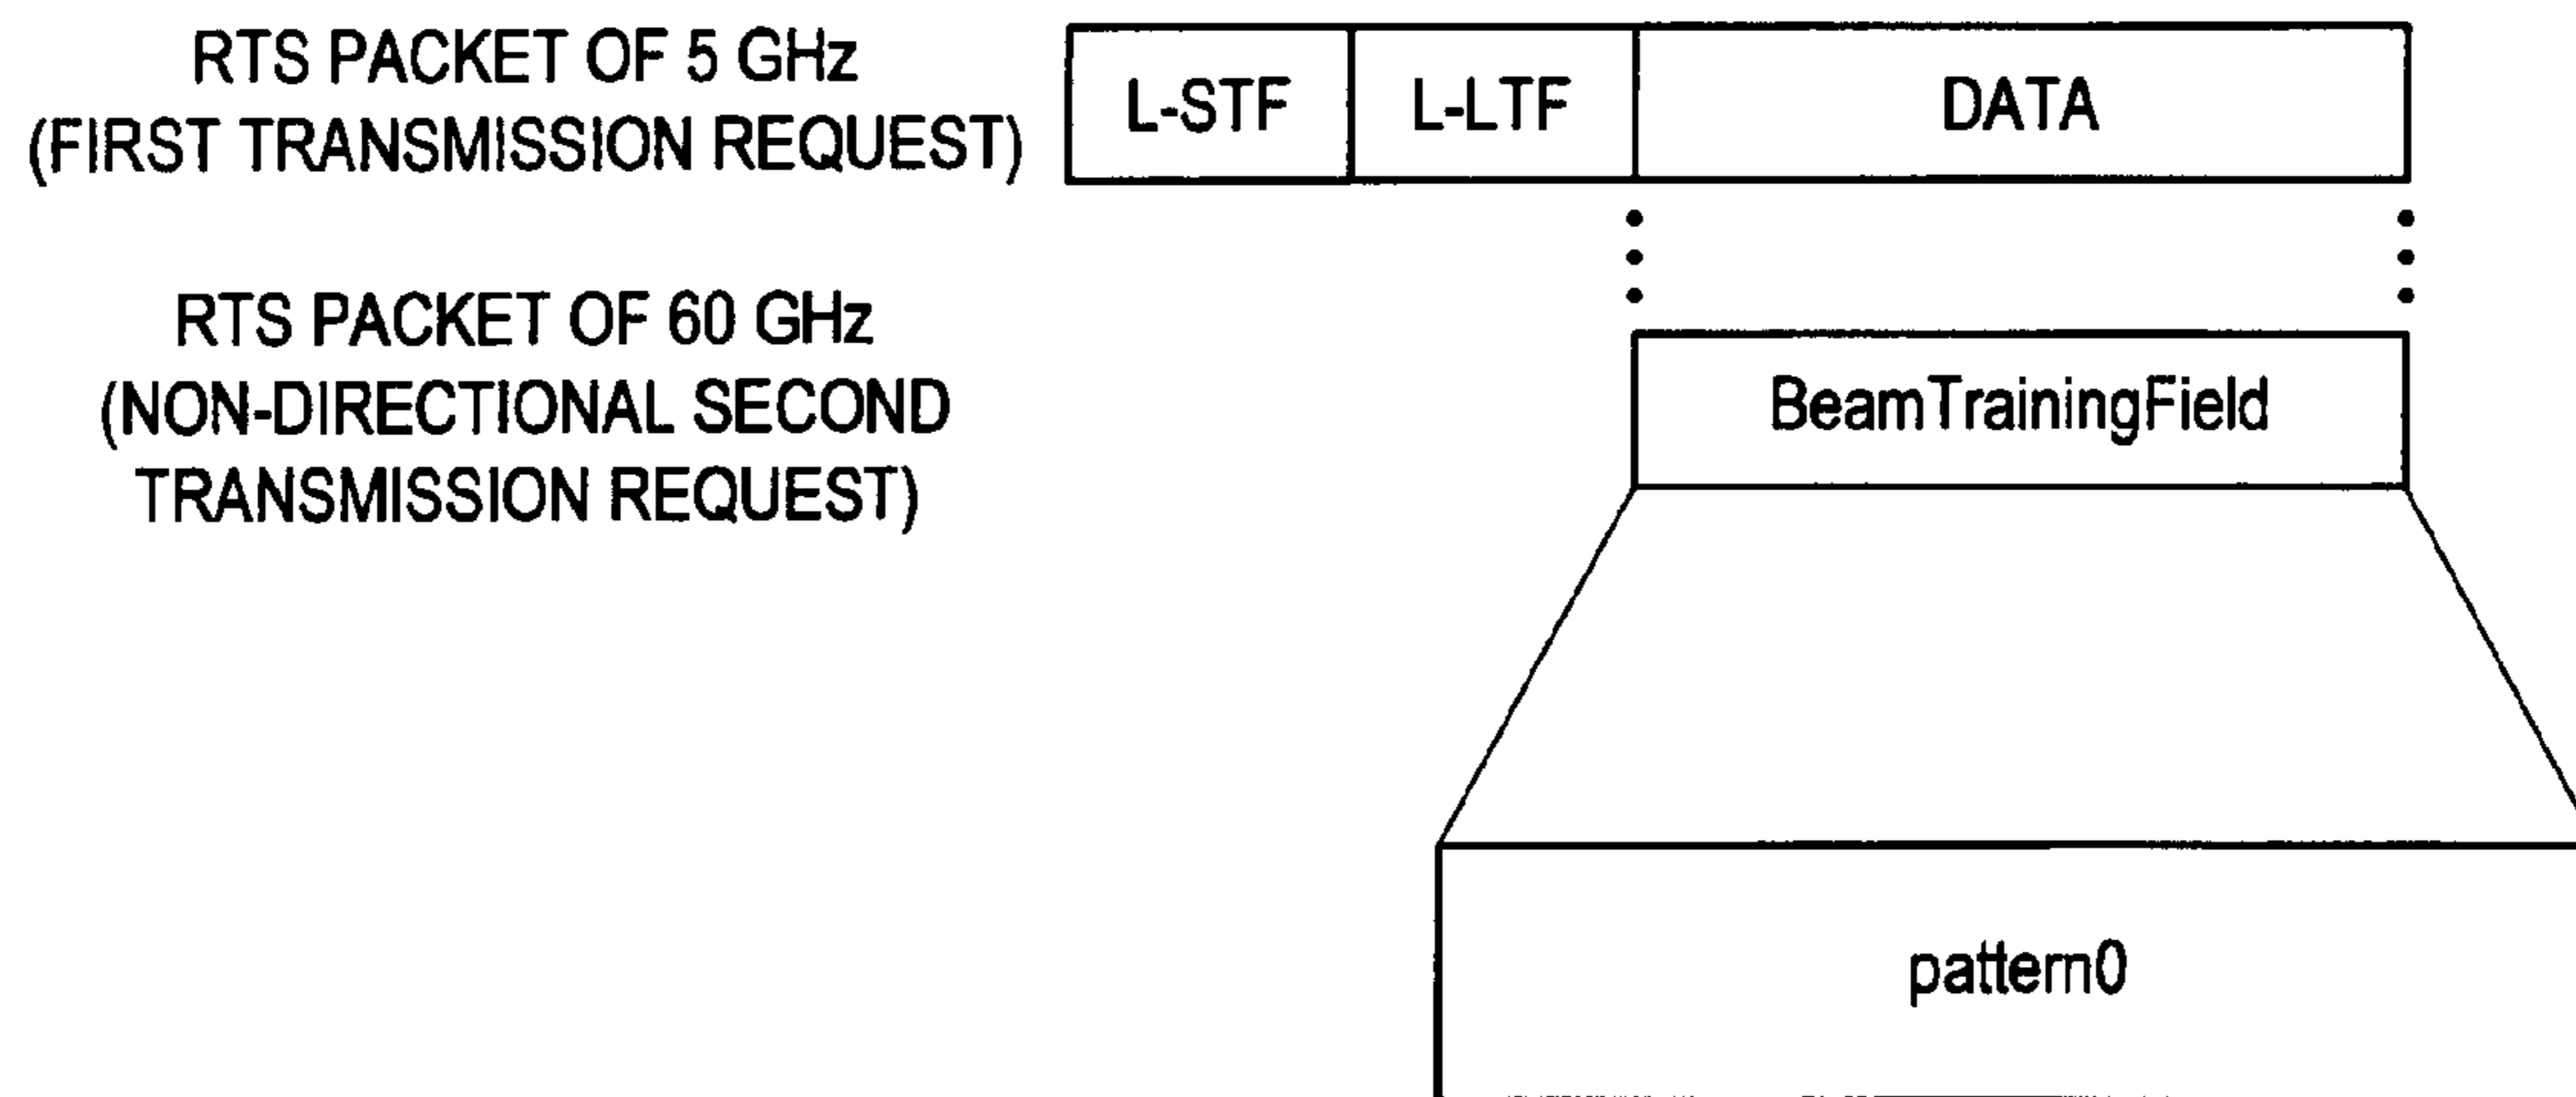 RTS PACKET OF 5 GHz
(FIRST TRANSMISSION REQUEST)
L-STF
L-LTF
DATA
RTS PACKET OF 60 GHz
(NON-DIRECTIONAL SECOND
TRANSMISSION REQUEST)
BeamTrainingField
pattern0